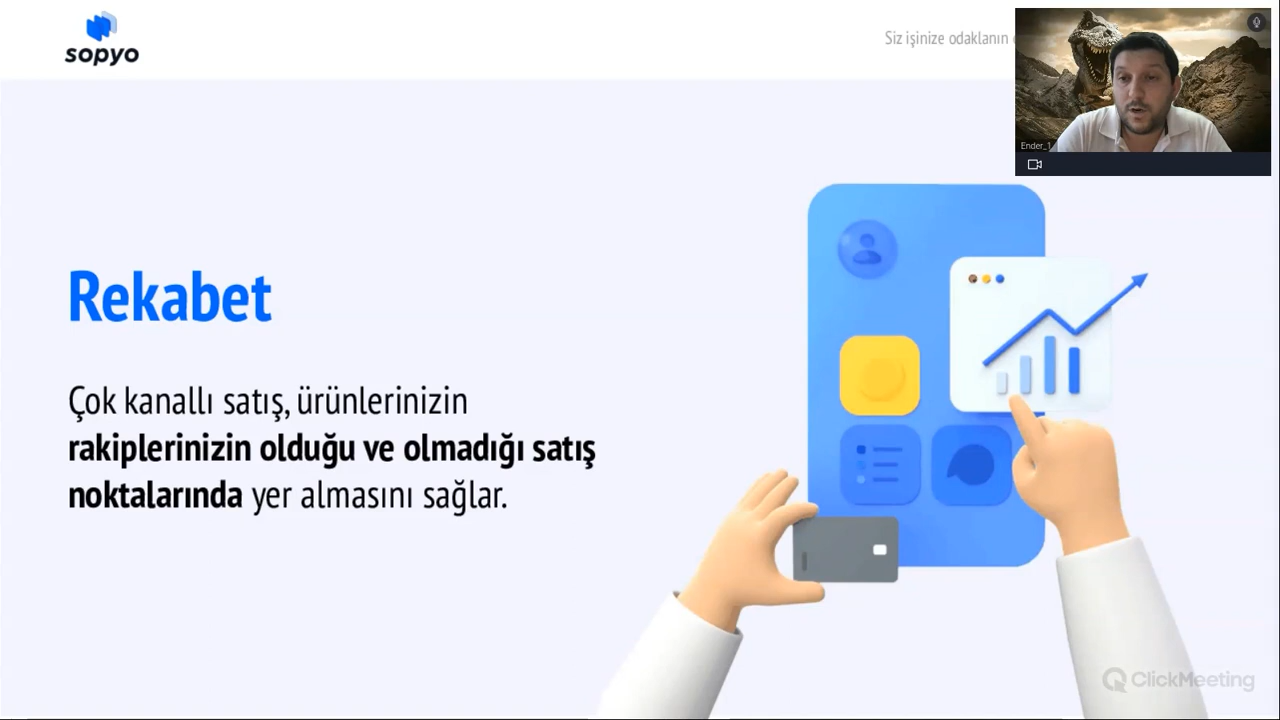 sopyo
Siz işinize odaklanın
Ender_1
Rekabet
Çok kanallı satış, ürünlerinizin
rakiplerinizin olduğu ve olmadığı satış
noktalarında yer almasını sağlar.
ClickMeeting